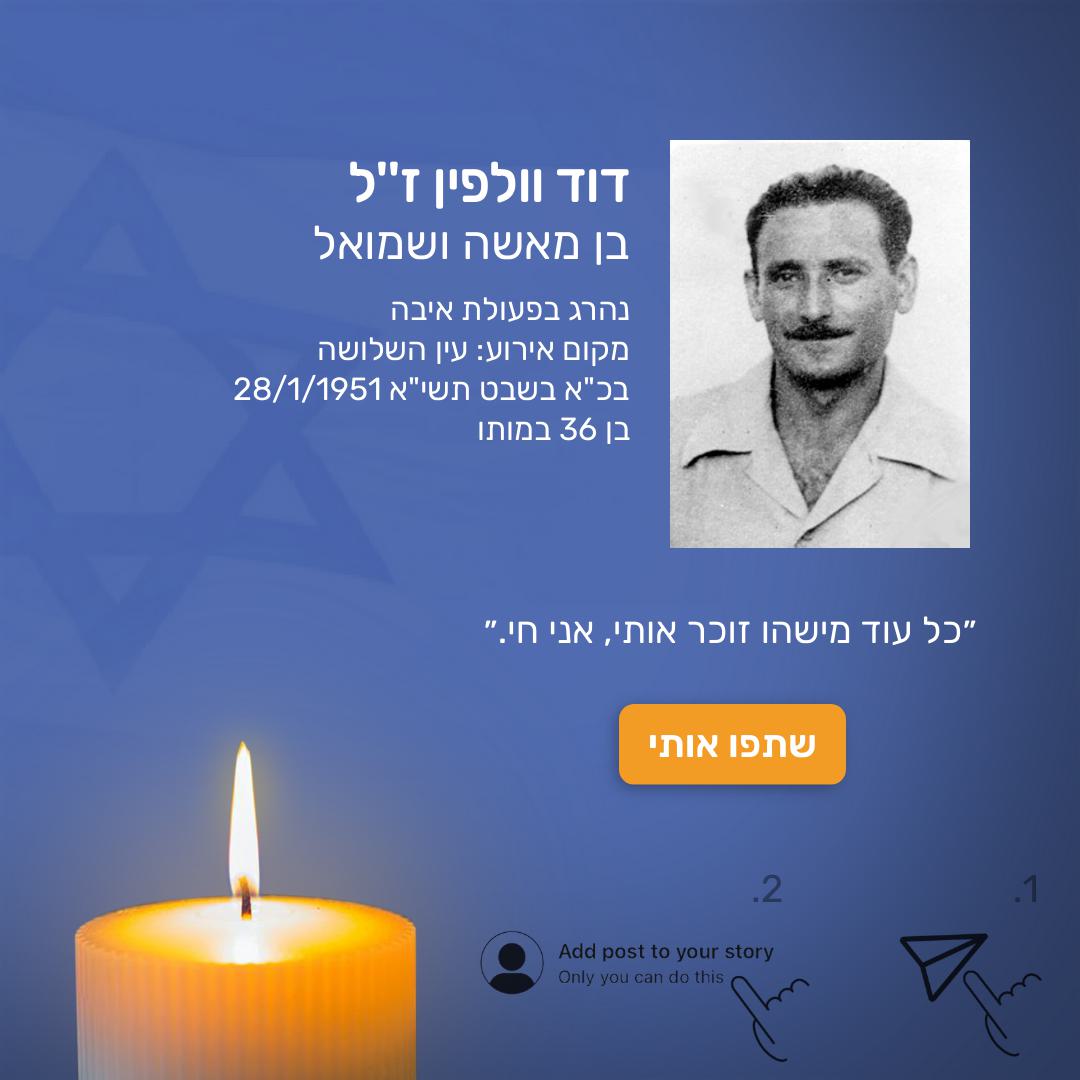 דוד וולפין ז"ל
בן מאשה ושמואל
נהרג בפעולת איבה
מקום אירוע: עין השלושה
בכ"א בשבט תשי"א 28/1/1951
בן 36 במותו
״כל עוד מישהו זוכר אותי, אני חי.״
שתפו אותי
1.
2.
Add post to your story
Only you can do this